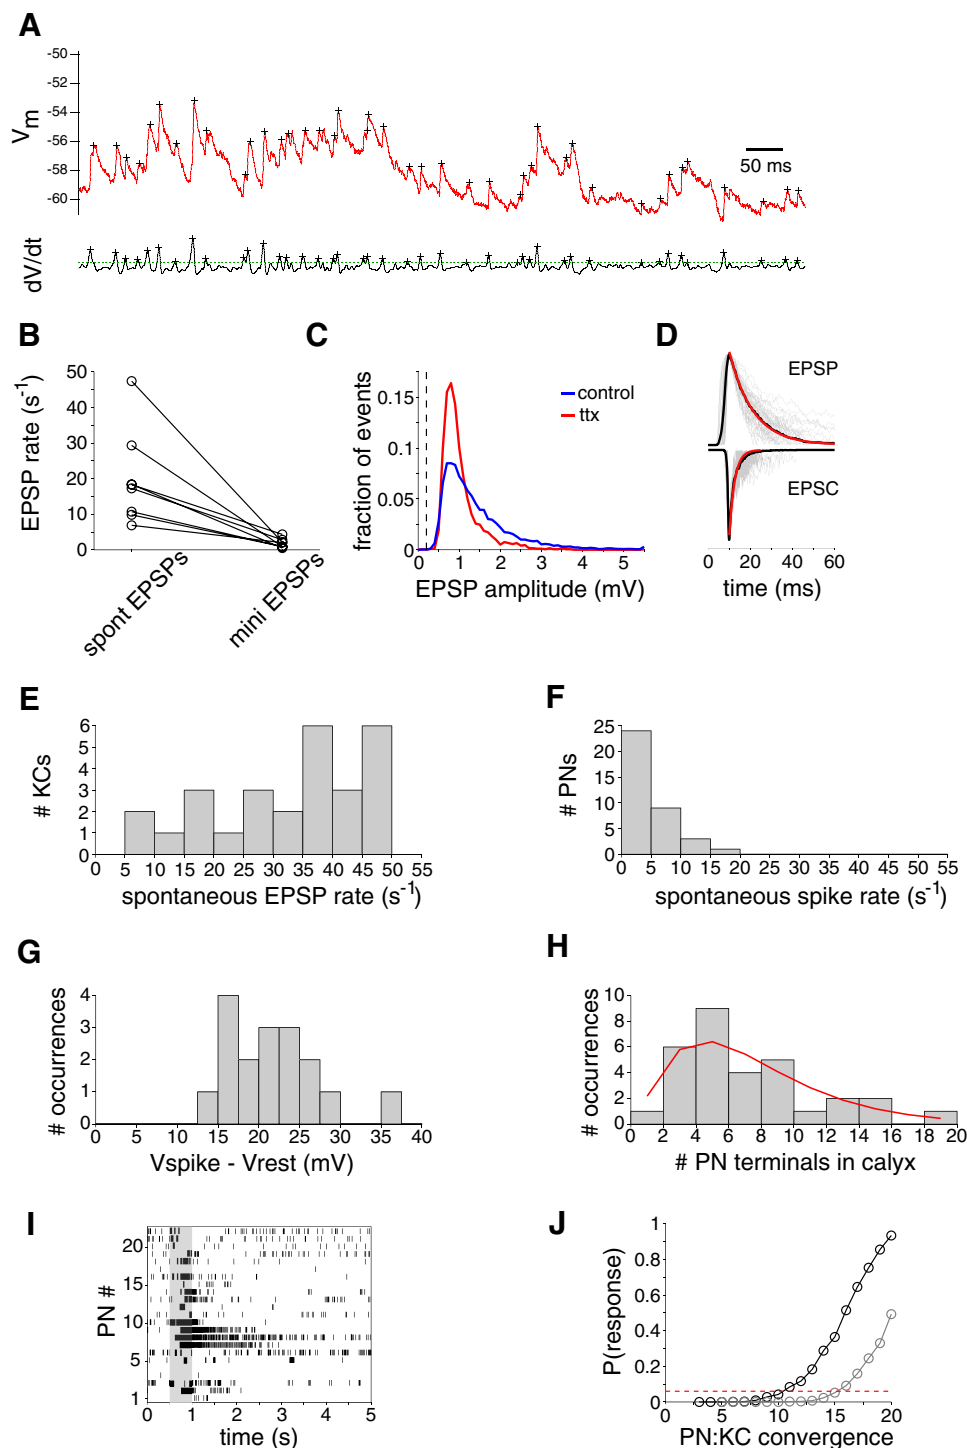 A
-50
-52
-54
-56
-58
-60
Vm
50 ms
dV/dt
B
EPSP rate (s-1)
50
40
30
20
10
0
spont EPSPs
mini EPSPs
C
fraction of events
0.15
0.1
0.05
0
control
ttx
0 1 2 3 4 5
EPSP amplitude (mV)
D
EPSP
EPSC
0 20 40 60
time (ms)
E
# KCs
6
5
4
3
2
1
0
0 5 10 15 20 25 30 35 40 45 50 55
spontaneous EPSP rate (s-1)
F
# PNs
25
20
15
10
5
0
0 5 10 15 20 25 30 35 40 45 50 55
spontaneous spike rate (s-1)
G
# occurrences
4
3
2
1
0
0 5 10 15 20 25 30 35 40
Vspike - Vrest (mV)
H
# occurrences
10
8
6
4
2
0
0 2 4 6 8 10 12 14 16 18 20
# PN terminals in calyx
I
PN #
20
15
10
5
1
0 1 2 3 4 5
time (s)
J
P(response)
1
0.8
0.6
0.4
0.2
0
0 5 10 15 20
PN:KC convergence